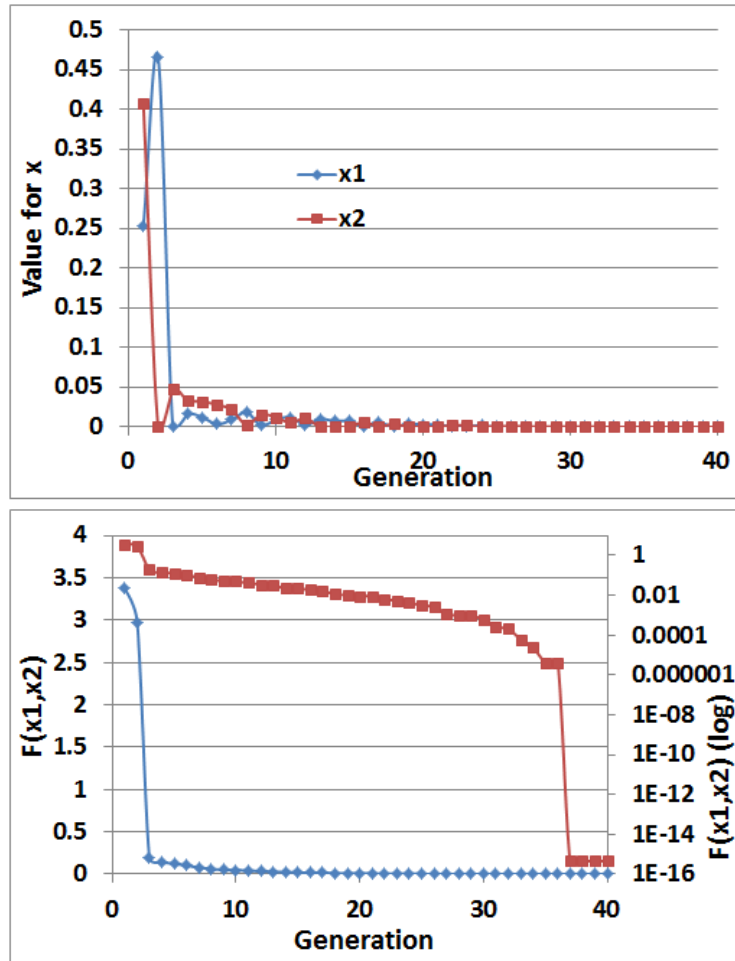 0.5
0.45
0.4
0.35
0.3
0.25
0.2
0.15
0.1
0.05
0
Value for x
x1
x2
0 10 20 30 40
Generation
4
3.5
3
2.5
2
1.5
1
0.5
0
F(x1,x2)
1
0.01
0.0001
0.000001
1E-08
1E-10
1E-12
1E-14
1E-16
F(x1,x2) (log)
0 10 20 30 40
Generation